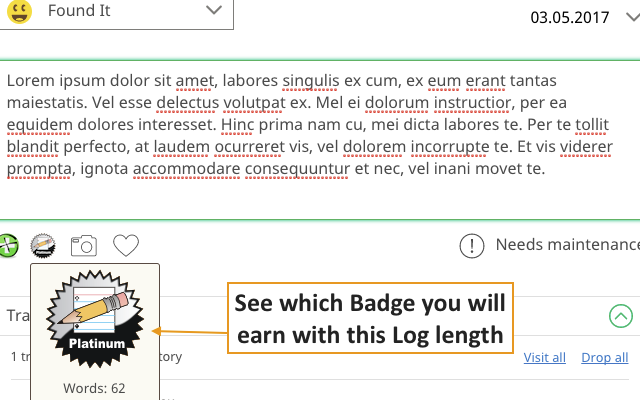 Found It
03.05.2017
Lorem ipsum dolor sit amet, labores singulis ex cum, ex eum erant tantas
maiestatis. Vel esse delectus volutpat ex. Mel ei dolorum instructior, per ea
equidem dolores interesset. Hinc prima nam cu, mei dicta labores te. Per te tollit
blandit perfecto, at laudem ocurreret vis, vel dolorem incorrupte te. Et vis viderer
prompta, ignota accommodare consequuntur et nec, vel inani movet te.
Needs maintenance
See which Badge you will
earn with this Log length
Tra
Platinum
1 tr
tory
Visit all Drop all
Words: 62